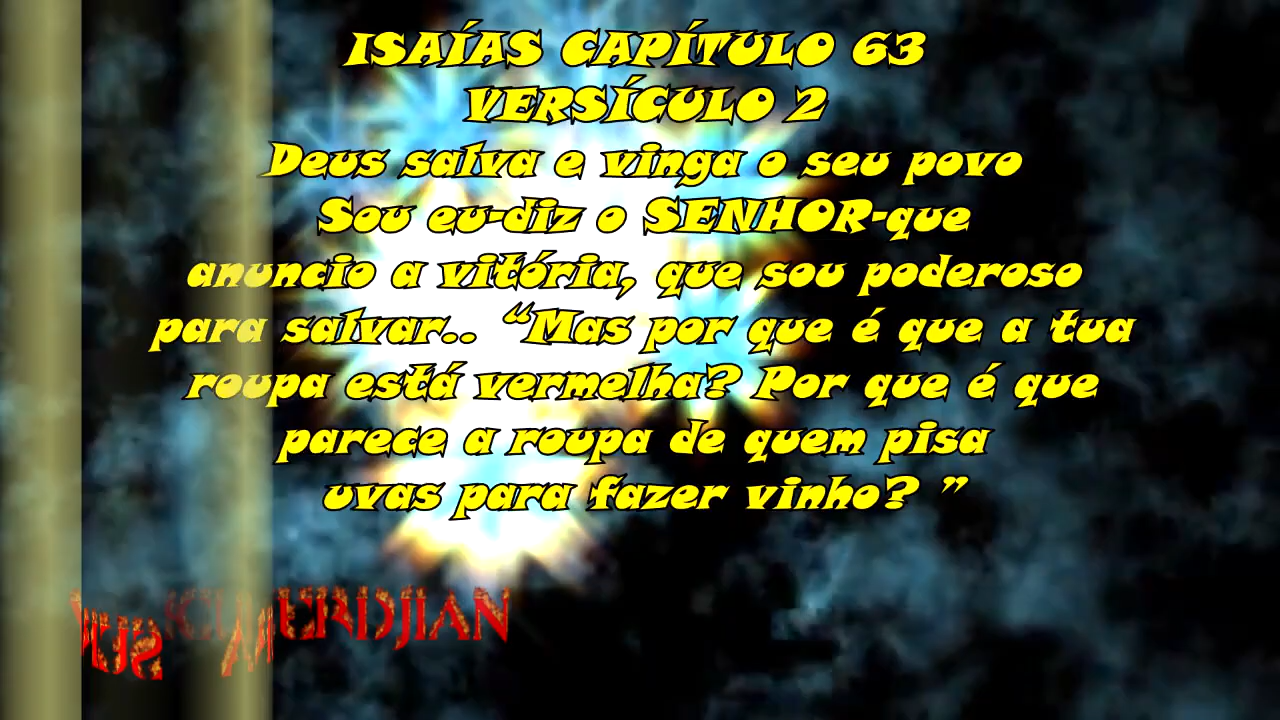 ISAÍAS CAPÍTULO 63
VERSÍCULO 2
Deus salva e vinga o seu povo
Sou eu-diz o SENHOR-que
anuncio a vitória, que sou poderoso
para salvar.. “Mas por que é que a tua
roupa está vermelha? Por que é que
parece a roupa de quem pisa
uvas para fazer vinho? ”